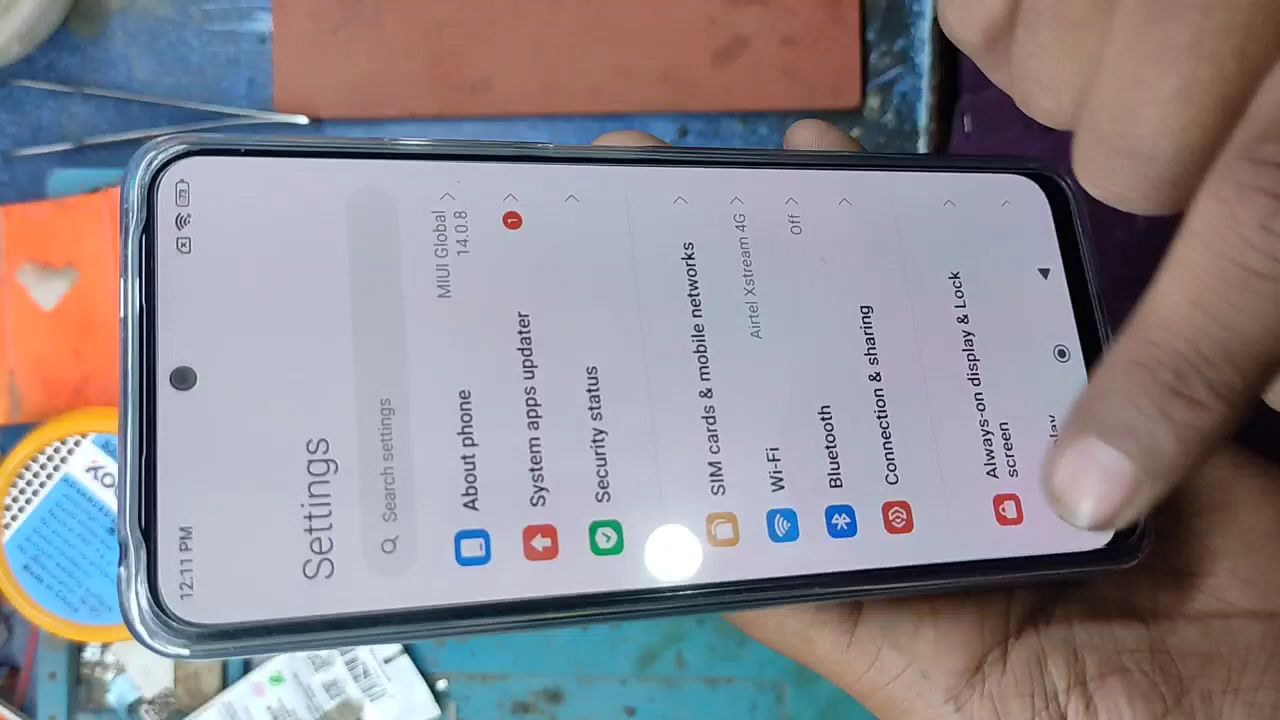 12:11 PM
73
Settings
Search settings
About phone
MIUI Global
14.0.8
System apps updater
1
Security status
SIM cards & mobile networks
Wi-Fi
Airtel Xstream 4G
Bluetooth
Off
Connection & sharing
Always-on display & Lock
screen